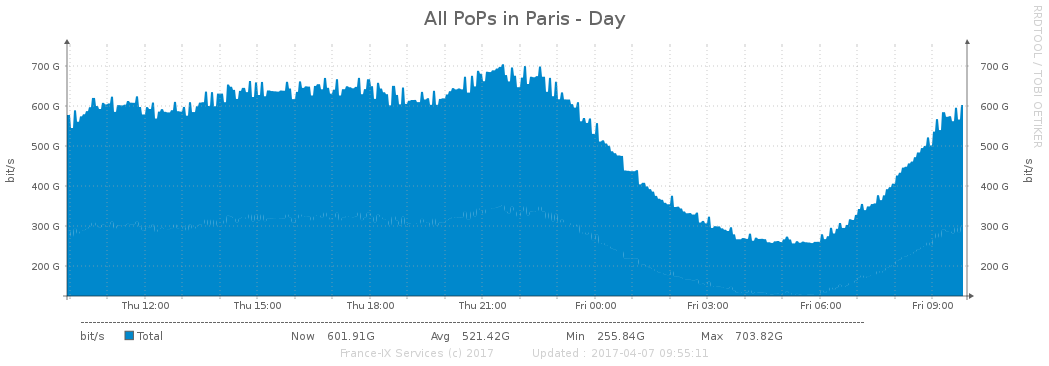 All PoPs in Paris - Day
RRDTOOL / TOBI OETIKER
700 G 700 G
600 G 600 G
500 G 500 G
400 G 400 G
300 G 300 G
200 G 200 G
bit/s bit/s
Thu 12:00 Thu 15:00 Thu 18:00 Thu 21:00 Fri 00:00 Fri 03:00 Fri 06:00 Fri 09:00
bit/s Total Now 601.91G Avg 521.42G Min 255.84G Max 703.82G
France-IX Services (c) 2017 Updated : 2017-04-07 09:55:11